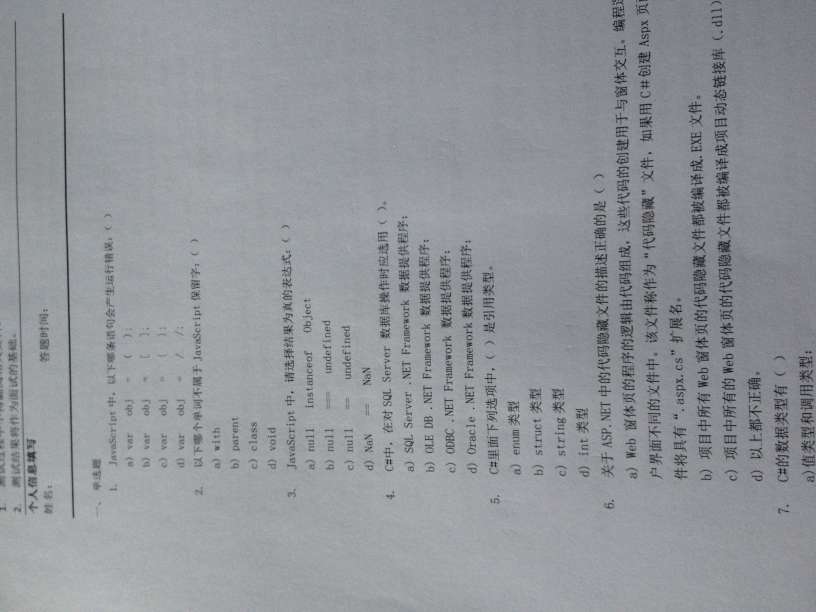 2. 测试结果将作为面试的基础。
个人信息填写
姓名: 答题时间:
一、 单选题
1. JavaScript 中，以下哪条语句会产生运行错误:（ ）
a) var obj = ( );
b) var obj = [ ];
c) var obj = { };
d) var obj = / /;
2. 以下哪个单词不属于 JavaScript 保留字:（ ）
a) with
b) parent
c) class
d) void
3. JavaScript 中，请选择结果为真的表达式:（ ）
a) null instanceof Object
b) null === undefined
c) null == undefined
d) NaN == NaN
4. C#中，在对 SQL Server 数据库操作时应选用（ ）。
a) SQL Server .NET Framework 数据提供程序;
b) OLE DB .NET Framework 数据提供程序;
c) ODBC .NET Framework 数据提供程序;
d) Oracle .NET Framework 数据提供程序;
5. C#里面下列选项中,（ ）是引用类型。
a) enum 类型
b) struct 类型
c) string 类型
d) int 类型
6. 关于 ASP.NET 中的代码隐藏文件的描述正确的是（ ）
a) Web 窗体页的程序的逻辑由代码组成，这些代码的创建用于与窗体交互。编程
户界面不同的文件中。该文件称作为“代码隐藏”文件，如果用 C＃创建 Aspx 页
件将具有“.aspx.cs”扩展名。
b) 项目中所有 Web 窗体页的代码隐藏文件都被编译成.EXE 文件。
c) 项目中所有的 Web 窗体页的代码隐藏文件都被编译成项目动态链接库（.dll）
d) 以上都不正确。
7. C#的数据类型有（ ）
a)值类型和调用类型;